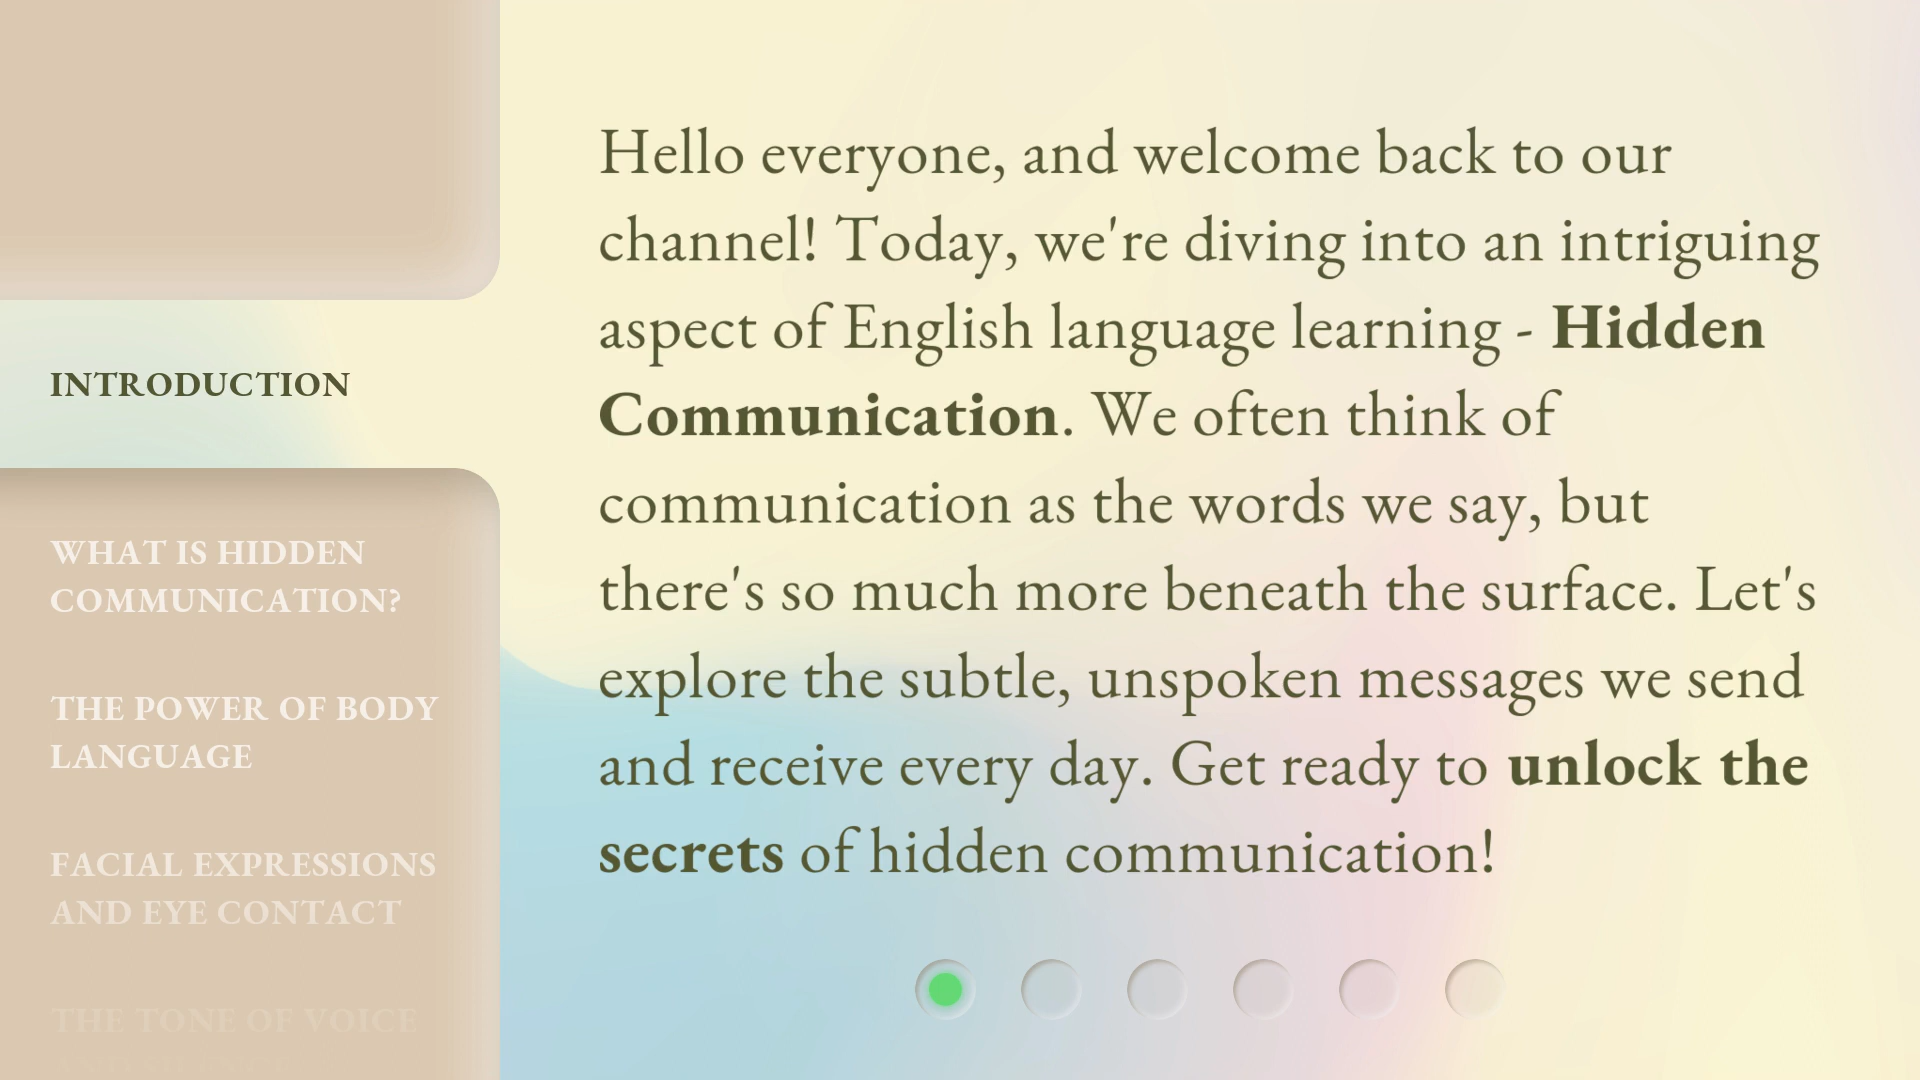 INTRODUCTION
WHAT IS HIDDEN
COMMUNICATION?
THE POWER OF BODY
LANGUAGE
FACIAL EXPRESSIONS
AND EYE CONTACT
THE TONE OF VOICE
AND SILENCE
Hello everyone, and welcome back to our
channel! Today, we're diving into an intriguing
aspect of English language learning - Hidden
Communication. We often think of
communication as the words we say, but
there's so much more beneath the surface. Let's
explore the subtle, unspoken messages we send
and receive every day. Get ready to unlock the
secrets of hidden communication!